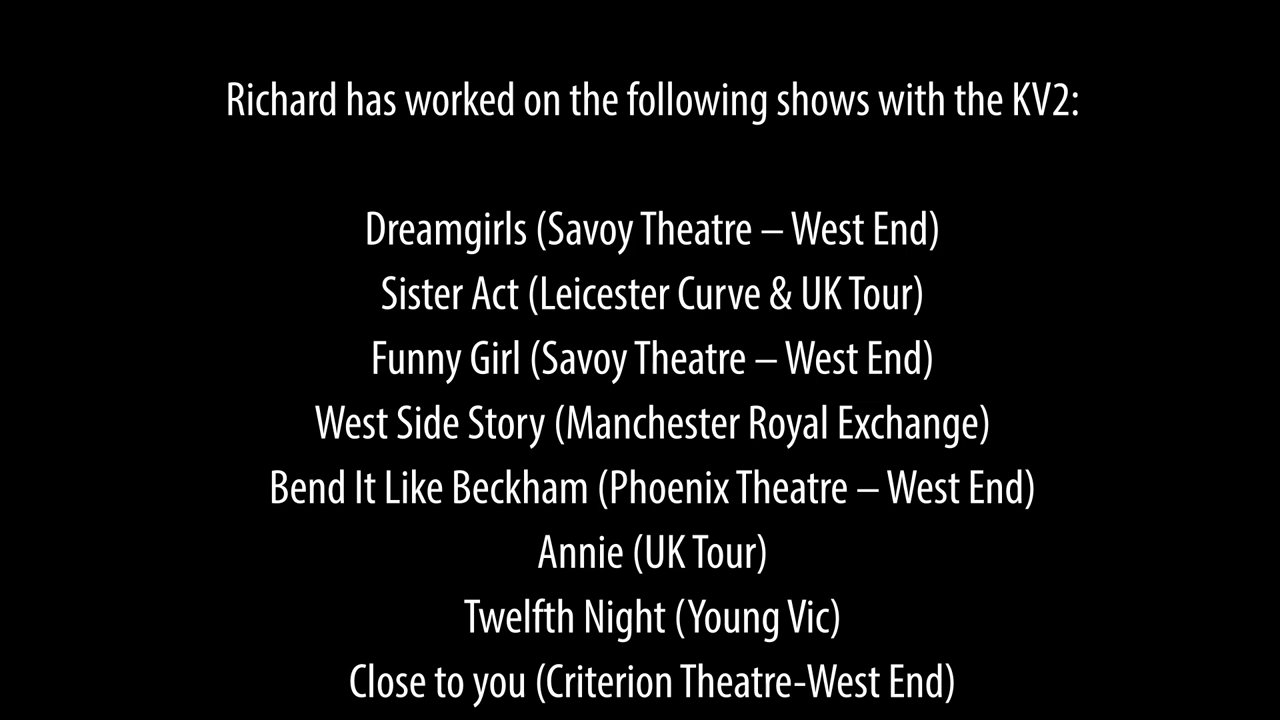 Richard has worked on the following shows with the KV2:
Dreamgirls (Savoy Theatre – West End)
Sister Act (Leicester Curve & UK Tour)
Funny Girl (Savoy Theatre – West End)
West Side Story (Manchester Royal Exchange)
Bend It Like Beckham (Phoenix Theatre – West End)
Annie (UK Tour)
Twelfth Night (Young Vic)
Close to you (Criterion Theatre-West End)